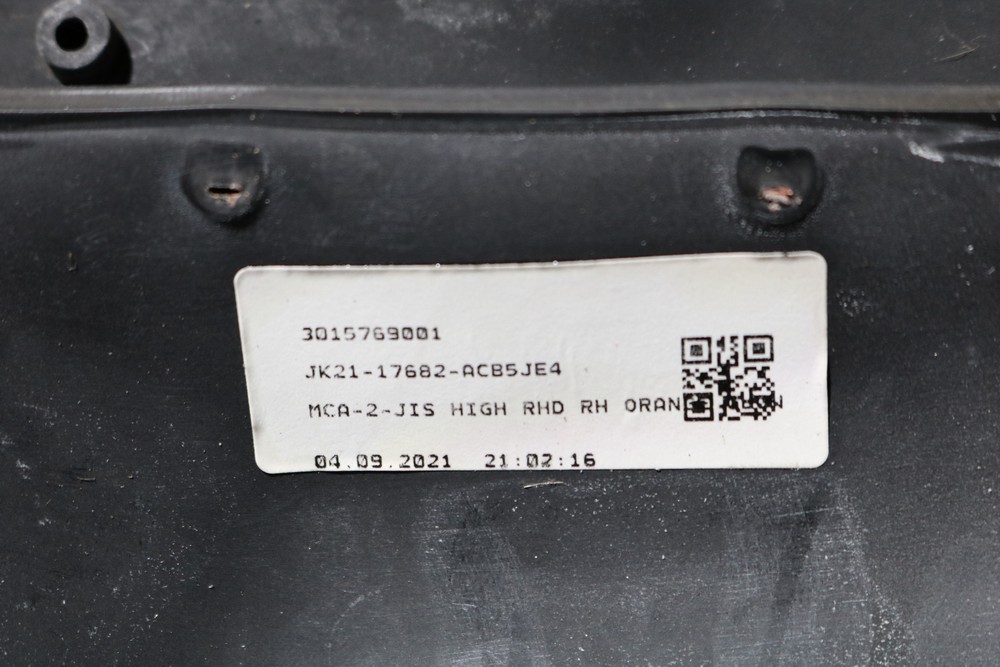 3015769001
JK21-17682-ACB5JE4
MCA-2-JIS HIGH RHD RH ORAN
04.09.2021 21:02:16